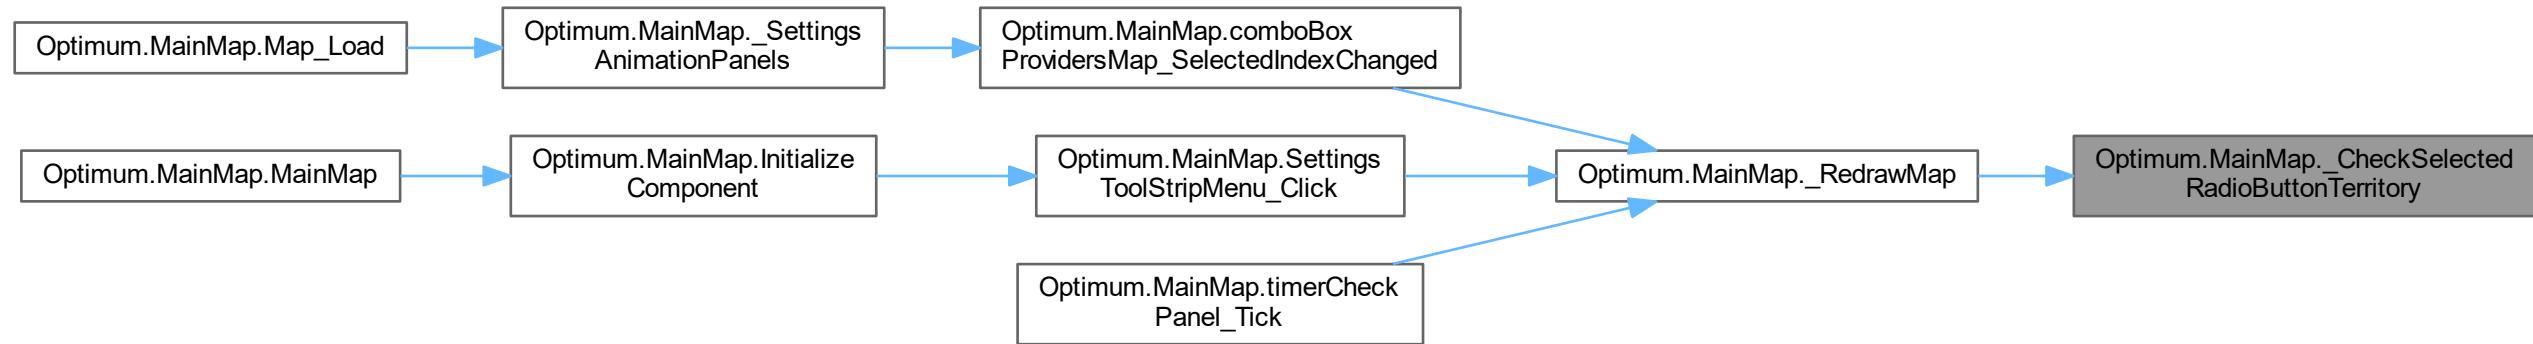 Optimum.MainMap.Map_Load
Optimum.MainMap._Settings
AnimationPanels
Optimum.MainMap.comboBox
ProvidersMap_SelectedIndexChanged
Optimum.MainMap.MainMap
Optimum.MainMap.Initialize
Component
Optimum.MainMap.Settings
ToolStripMenu_Click
Optimum.MainMap._RedrawMap
Optimum.MainMap._CheckSelected
RadioButtonTerritory
Optimum.MainMap.timerCheck
Panel_Tick